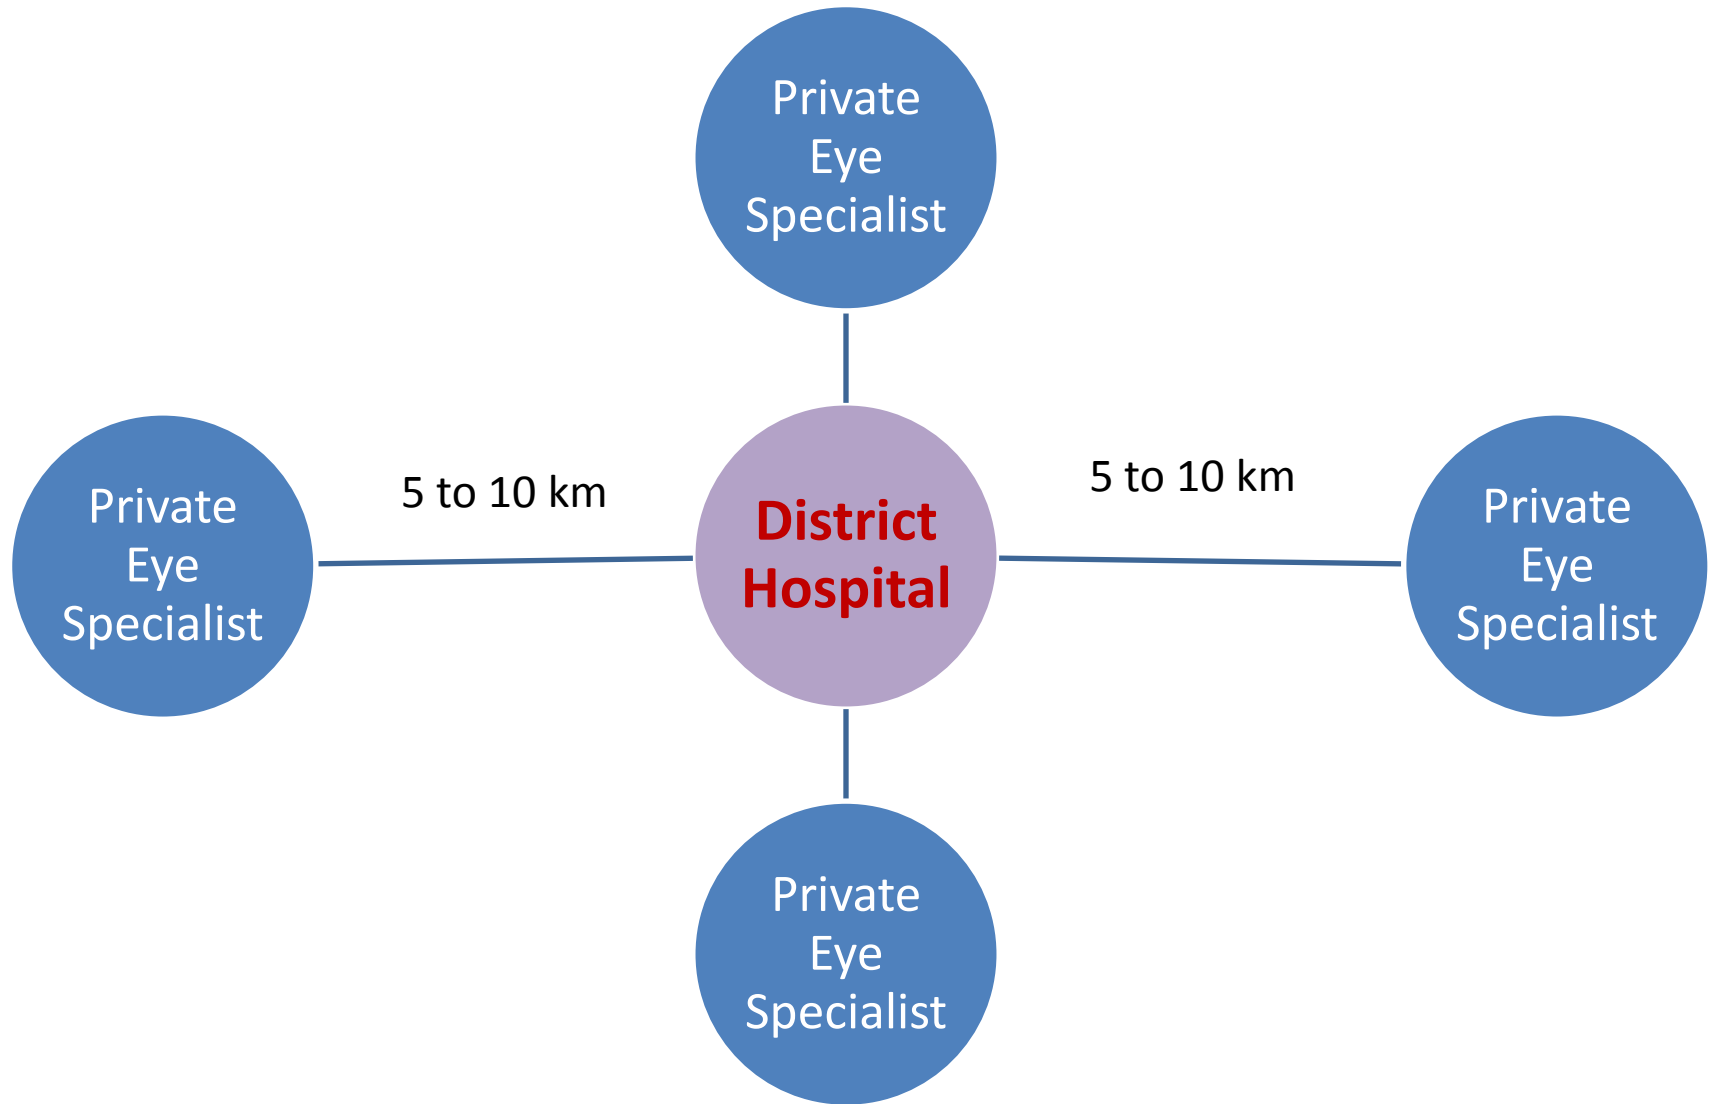 Private
Eye
Specialist
Private
Eye
Specialist
5 to 10 km
District
Hospital
5 to 10 km
Private
Eye
Specialist
Private
Eye
Specialist